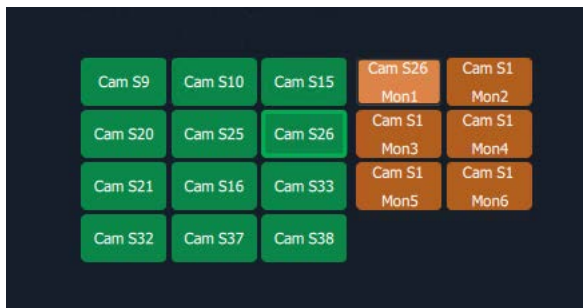 Cam S9 Cam S10 Cam S15 Cam S26 Mon1 Cam S1 Mon2
Cam S20 Cam S25 Cam S26 Cam S1 Mon3 Cam S1 Mon4
Cam S21 Cam S16 Cam S33 Cam S1 Mon5 Cam S1 Mon6
Cam S32 Cam S37 Cam S38